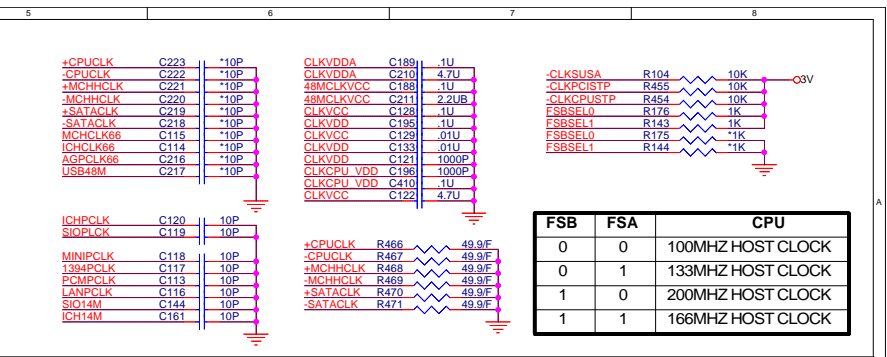 5 6 7 8
+CPUCLK C223 *10P
-CPUCLK C222 *10P
+MCHHCLK C221 *10P
-MCHHCLK C220 *10P
+SATACLK C219 *10P
-SATACLK C218 *10P
MCHCLK66 C115 *10P
ICHCLK66 C114 *10P
AGPCLK66 C216 *10P
USB48M C217 *10P
ICHPCLK C120 10P
SIOPLCK C119 10P
MINIPCLK C118 10P
1394PCLK C117 10P
PCMPCLK C113 10P
LANPCLK C116 10P
SIO14M C144 10P
ICH14M C161 10P
CLKVDDA C189 .1U
CLKVDDA C210 4.7U
48MCLKVCC C188 .1U
48MCLKVCC C211 2.2UB
CLKVCC C128 .1U
CLKVDD C195 .1U
CLKVCC C129 .01U
CLKVDD C133 .01U
CLKVDD C121 1000P
CLKCPU_VDD C196 1000P
CLKCPU_VDD C410 .1U
CLKVCC C122 4.7U
+CPUCLK R466 49.9/F
-CPUCLK R467 49.9/F
+MCHHCLK R468 49.9/F
-MCHHCLK R469 49.9/F
+SATACLK R470 49.9/F
-SATACLK R471 49.9/F
-CLKSUSA R104 10K 3V
-CLKPCISTP R455 10K
-CLKCPUSTP R454 10K
FSBSEL0 R176 1K
FSBSEL1 R143 1K
FSBSEL0 R175 *1K
FSBSEL1 R144 *1K
A
FSB FSA CPU
0 0 100MHZ HOST CLOCK
0 1 133MHZ HOST CLOCK
1 0 200MHZ HOST CLOCK
1 1 166MHZ HOST CLOCK